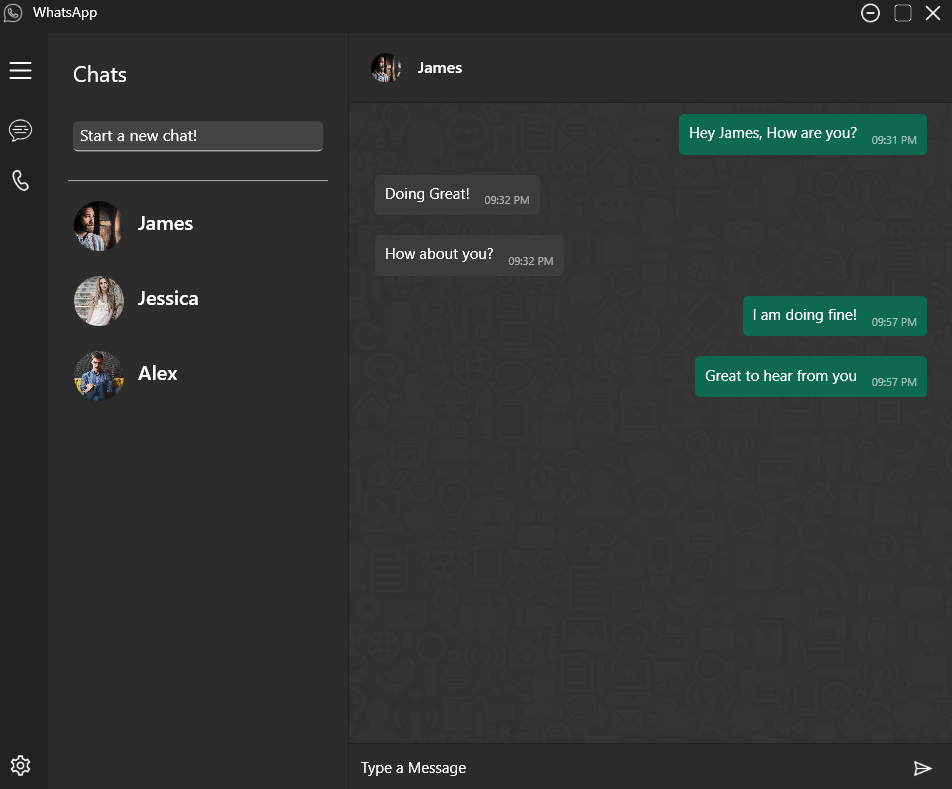 WhatsApp
Chats
Start a new chat!
James
Jessica
Alex
James
Hey James, How are you? 09:31 PM
Doing Great! 09:32 PM
How about you? 09:32 PM
I am doing fine! 09:57 PM
Great to hear from you 09:57 PM
Type a Message